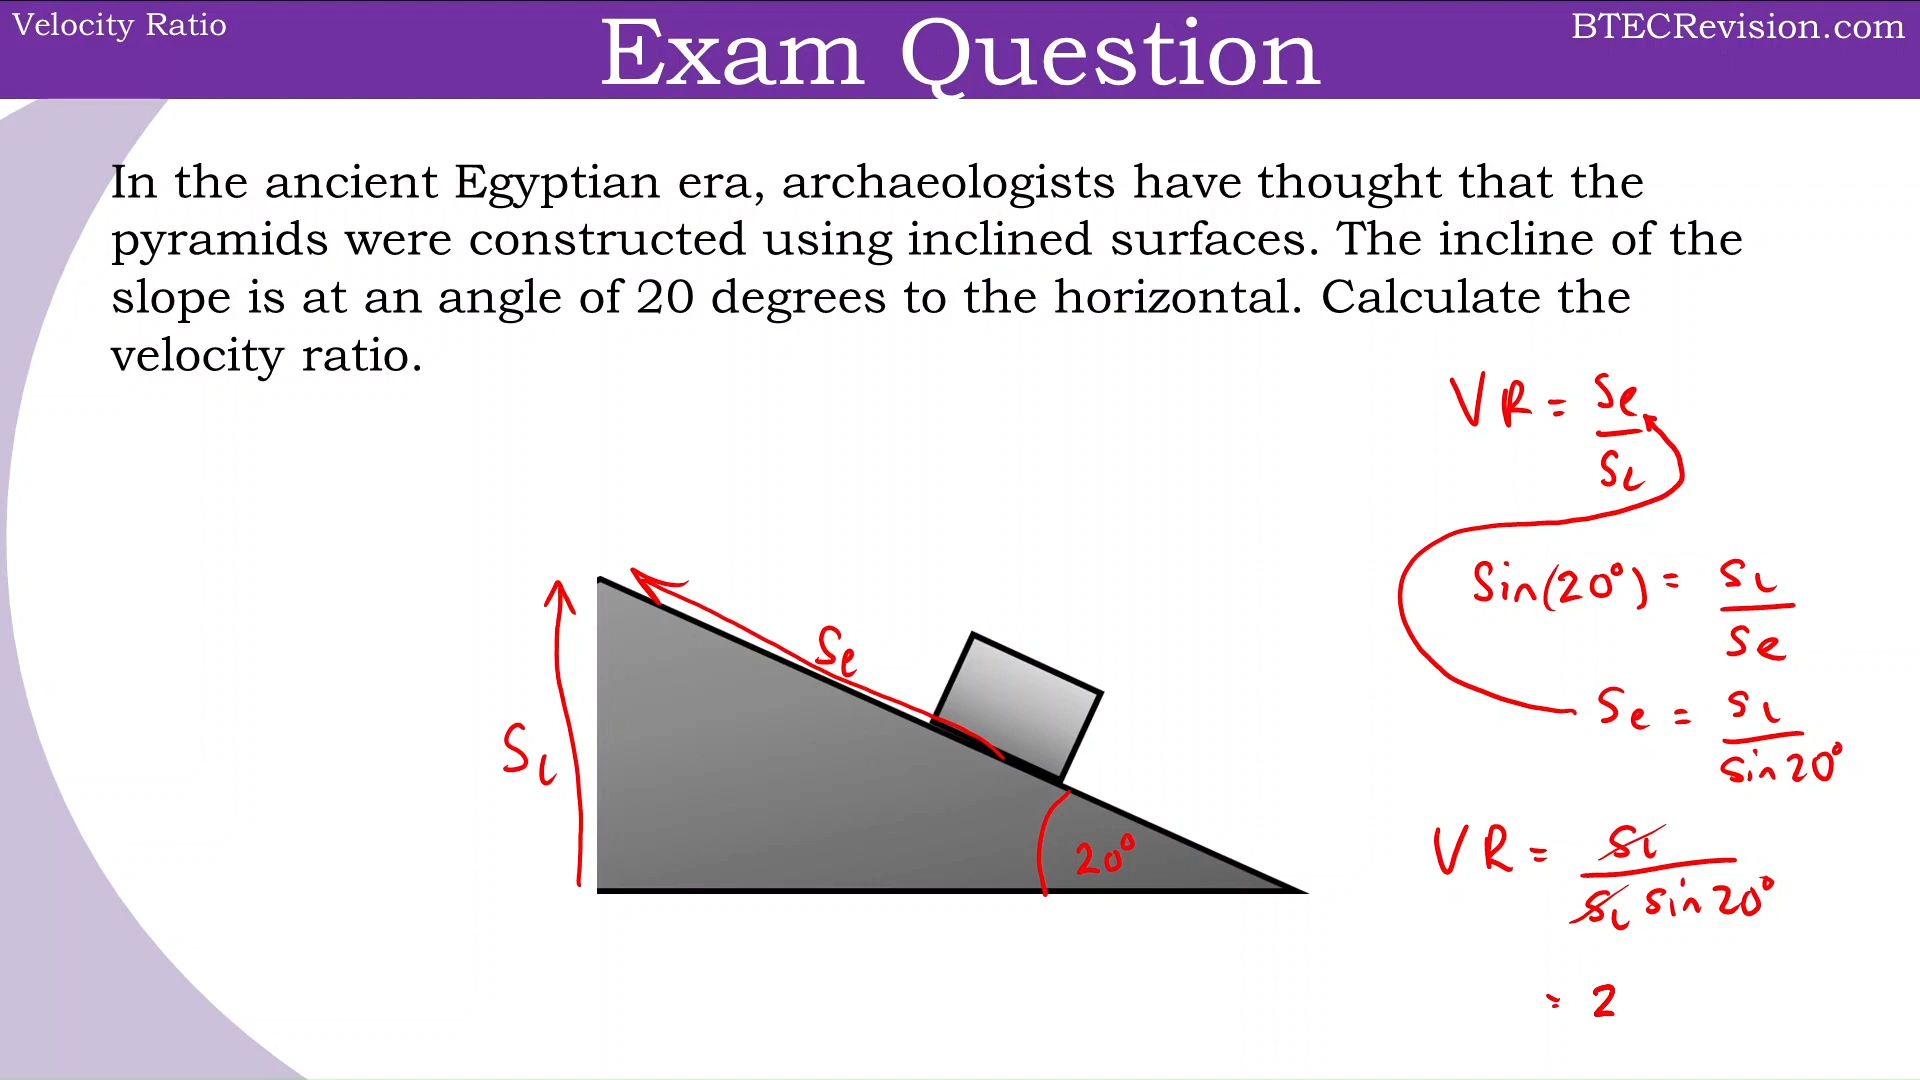 Velocity Ratio
Exam Question
BTECRevision.com
In the ancient Egyptian era, archaeologists have thought that the
pyramids were constructed using inclined surfaces. The incline of the
slope is at an angle of 20 degrees to the horizontal. Calculate the
velocity ratio.
VR = Se
SL
Sin(20°) = SL
Se
Se = SL
sin 20°
VR = SL
SL sin 20°
= 2
Se
SL
20°